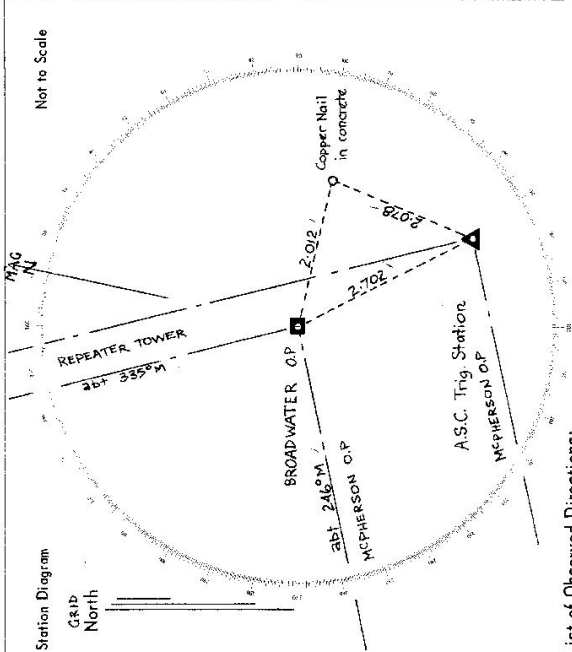 Station Diagram
Not to Scale
GRID
North
MAG
N
REPEATER TOWER
abt 335°M
Copper Nail
in concrete
2.012
2.078
2.702
BROADWATER O.P
abt 246°M
MCPHERSON O.P
A.S.C. Trig. Station
MCPHERSON O.P
ist of Observed Directions: